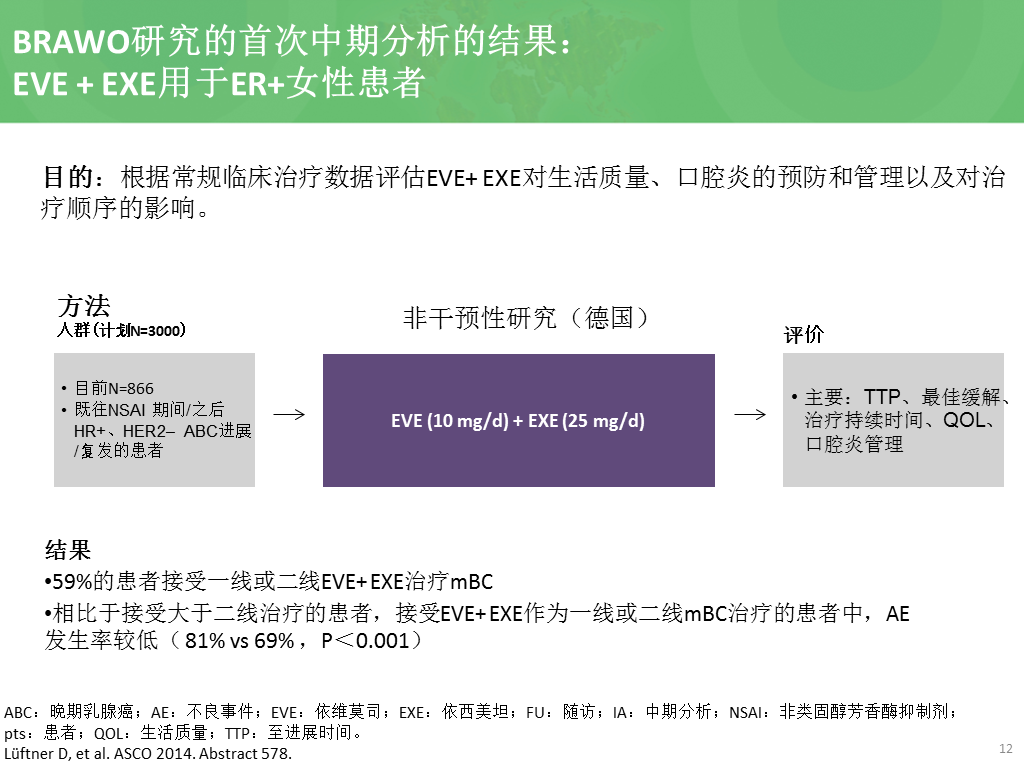 BRAWO研究的首次中期分析的结果：
EVE + EXE用于ER+女性患者
目的：根据常规临床治疗数据评估EVE+ EXE对生活质量、口腔炎的预防和管理以及对治
疗顺序的影响。
方法
人群（计划N=3000）
• 目前N=866
• 既往NSAI 期间/之后
HR+、HER2– ABC进展
/复发的患者
非干预性研究（德国）
EVE (10 mg/d) + EXE (25 mg/d)
评价
• 主要：TTP、最佳缓解、
治疗持续时间、QOL、
口腔炎管理
结果
•59%的患者接受一线或二线EVE+ EXE治疗mBC
•相比于接受大于二线治疗的患者，接受EVE+ EXE作为一线或二线mBC治疗的患者中，AE
发生率较低（ 81% vs 69% ，P＜0.001）
ABC：晚期乳腺癌；AE：不良事件；EVE：依维莫司；EXE：依西美坦；FU：随访；IA：中期分析；NSAI：非类固醇芳香酶抑制剂；
pts：患者；QOL：生活质量；TTP：至进展时间。
Lüftner D, et al. ASCO 2014. Abstract 578.
12